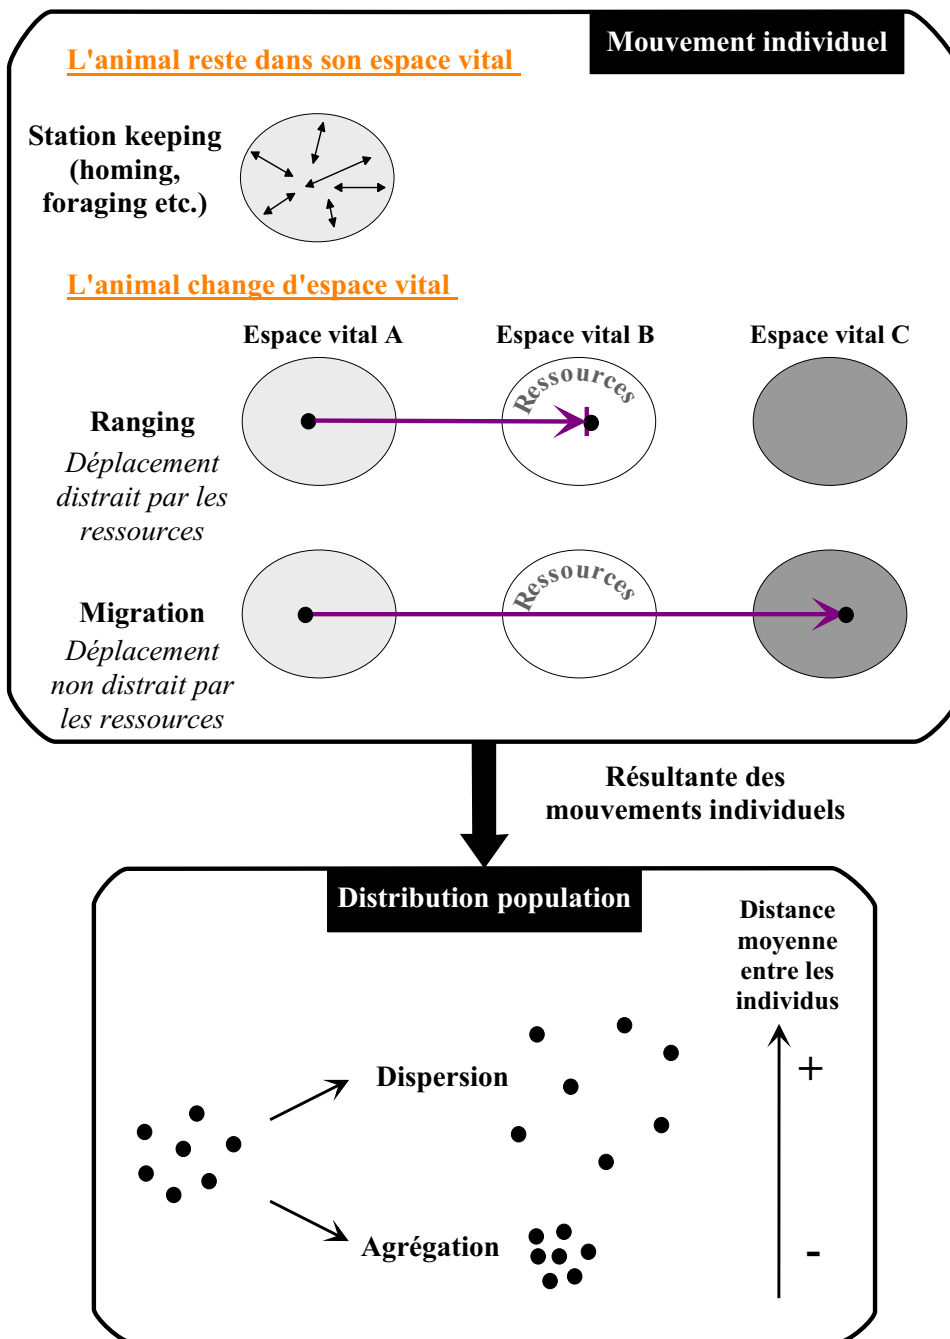 Mouvement individuel
L'animal reste dans son espace vital
Station keeping
(homing,
foraging etc.)
L'animal change d'espace vital
Espace vital A
Espace vital B
Espace vital C
Ressources
Ranging
Déplacement
distrait par les
ressources
Ressources
Migration
Déplacement
non distrait par
les ressources
Résultante des
mouvements individuels
Distribution population
Distance
moyenne
entre les
individus
+
Dispersion
Agrégation
-